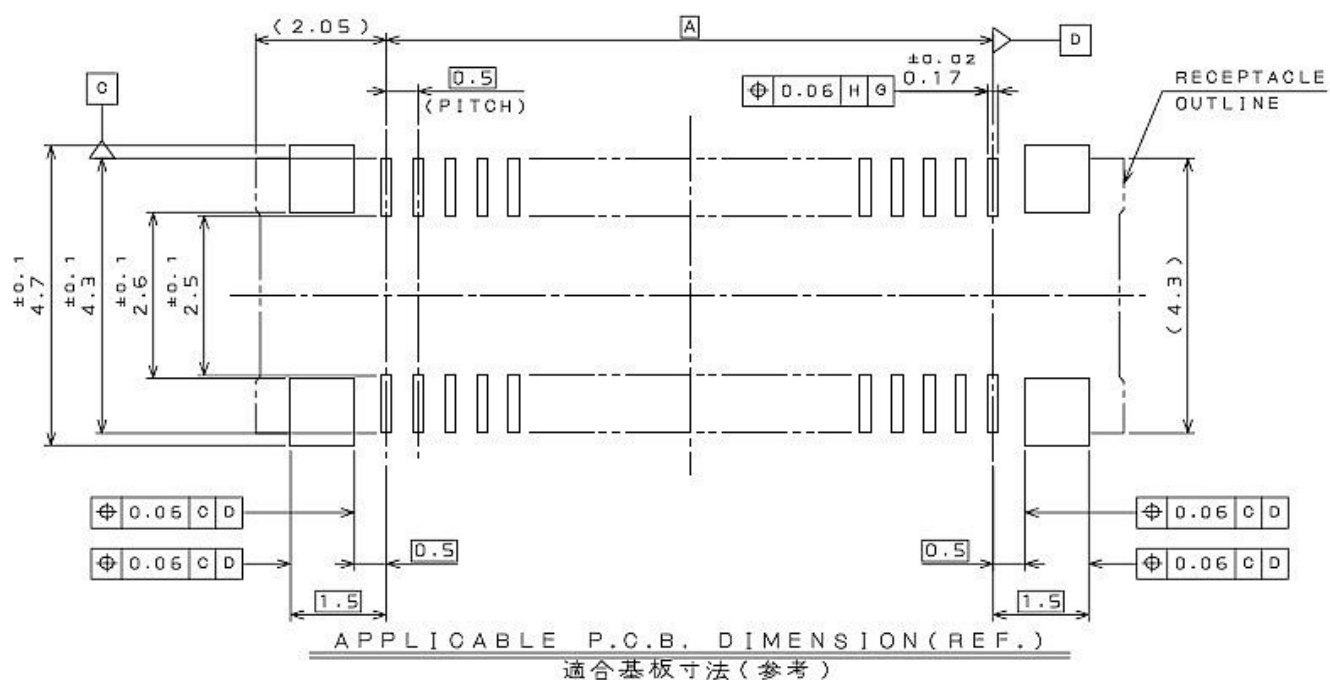 (2.05)
A
D
±0.02
0.17
C
0.5
(PITCH)
⌖ 0.06 H G
RECEPTACLE
OUTLINE
±0.1
4.7
±0.1
4.3
±0.1
2.6
±0.1
2.5
(4.3)
⌖ 0.06 C D
⌖ 0.06 C D
0.5
0.5
⌖ 0.06 C D
⌖ 0.06 C D
1.5
1.5
APPLICABLE P.C.B. DIMENSION(REF.)
適合基板寸法(参考)